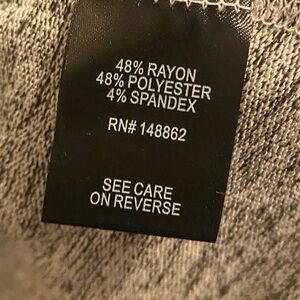 48% RAYON
48% POLYESTER
4% SPANDEX
RN# 148862
SEE CARE
ON REVERSE